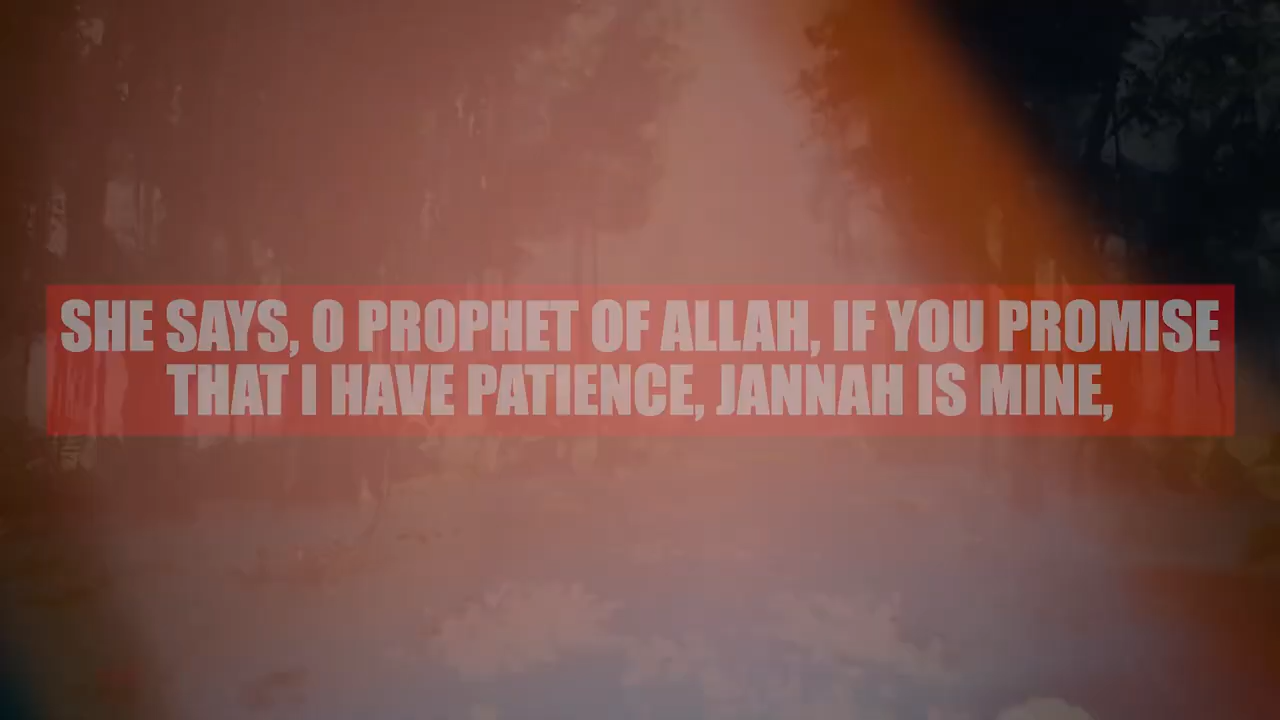 SHE SAYS, O PROPHET OF ALLAH, IF YOU PROMISE
THAT I HAVE PATIENCE, JANNAH IS MINE,